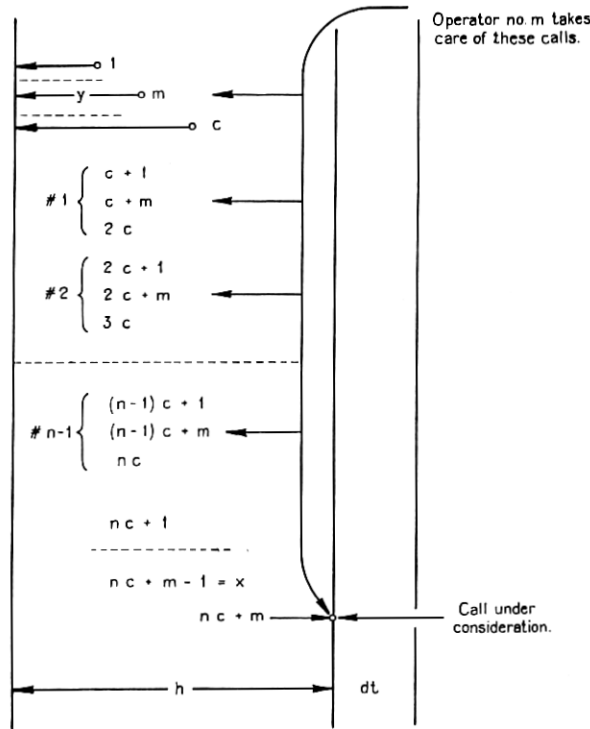 Operator no. m takes
care of these calls.
1
y m
c
c + 1
#1 c + m
2 c
2 c + 1
#2 2 c + m
3 c
(n-1) c + 1
#n-1 (n-1) c + m
n c
n c + 1
n c + m - 1 = x
n c + m
Call under
consideration.
h dt